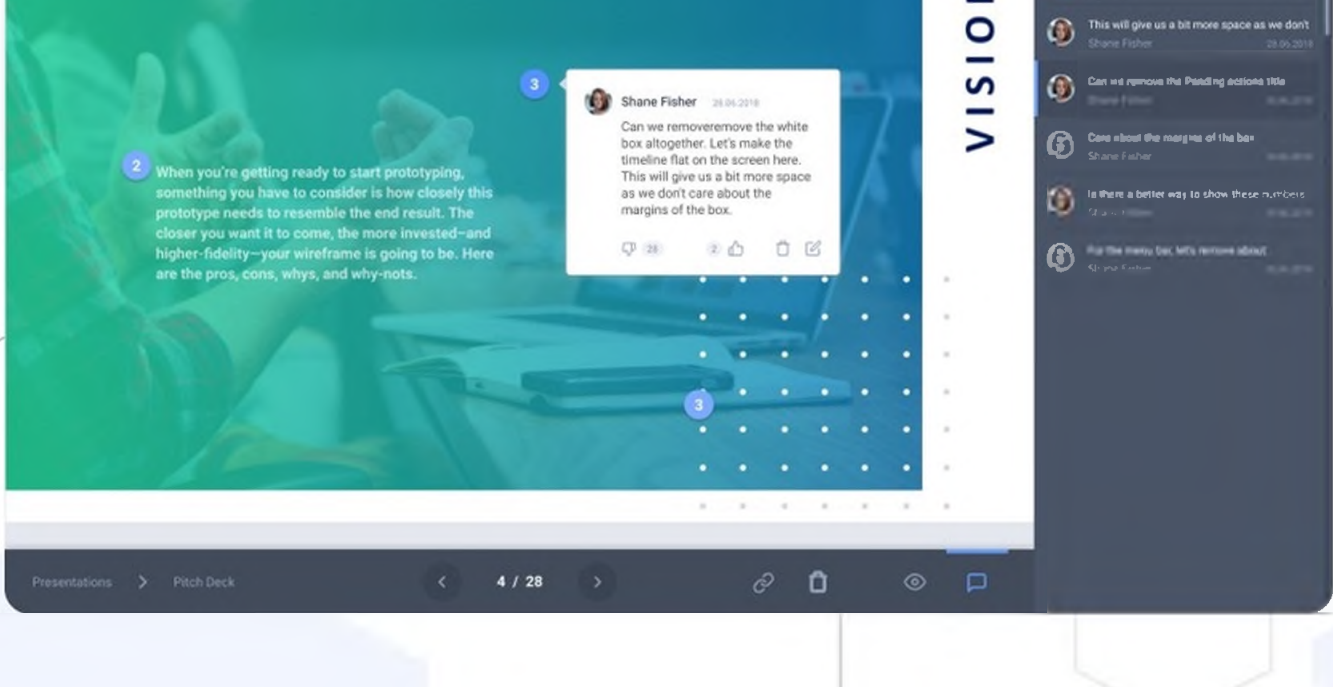 VISIO
This will give us a bit more space as we don't
Shane Fisher 28.06.2018
Can we remove the Pending actions title
Care about the margins of the box
Shane Fisher
Is there a better way to show these numbers
For the menu bar, let's remove about
Shane Fisher
3
Shane Fisher 28.06.2018
Can we removeremove the white
box altogether. Let's make the
timeline flat on the screen here.
This will give us a bit more space
as we don't care about the
margins of the box.
28 2
2
When you're getting ready to start prototyping,
something you have to consider is how closely this
prototype needs to resemble the end result. The
closer you want it to come, the more invested—and
higher-fidelity—your wireframe is going to be. Here
are the pros, cons, whys, and why-nots.
3
Presentations > Pitch Deck
< 4 / 28 >